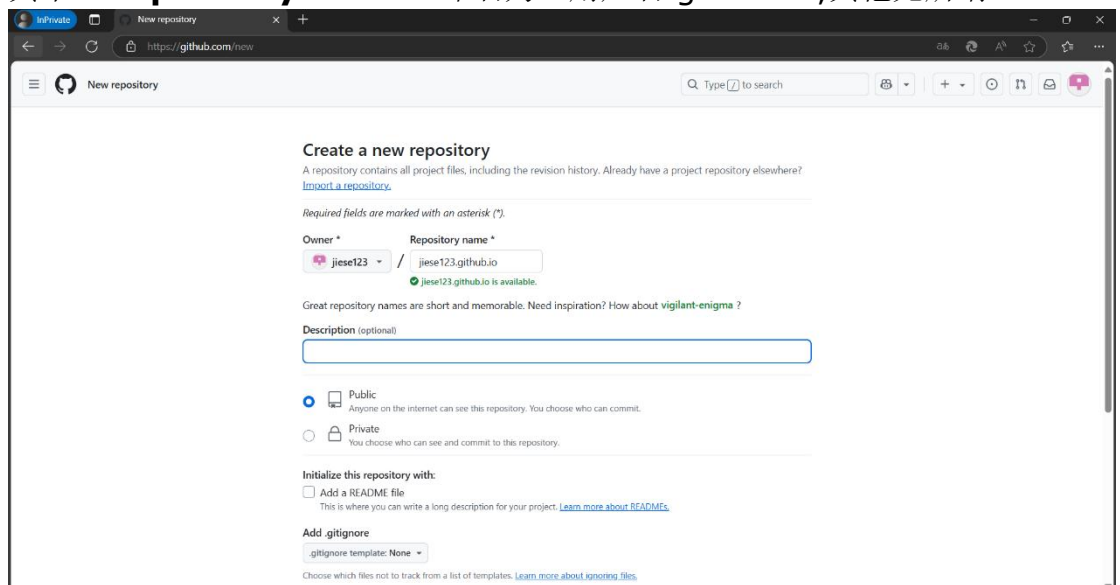 InPrivate
New repository
https://github.com/new
New repository
Type / to search
Create a new repository
A repository contains all project files, including the revision history. Already have a project repository elsewhere?
Import a repository.
Required fields are marked with an asterisk (*).
Owner * Repository name *
jiese123 / jiese123.github.io
jiese123.github.io is available.
Great repository names are short and memorable. Need inspiration? How about vigilant-enigma ?
Description (optional)
Public
Anyone on the internet can see this repository. You choose who can commit.
Private
You choose who can see and commit to this repository.
Initialize this repository with:
Add a README file
This is where you can write a long description for your project. Learn more about READMEs.
Add .gitignore
.gitignore template: None
Choose which files not to track from a list of templates. Learn more about ignoring files.